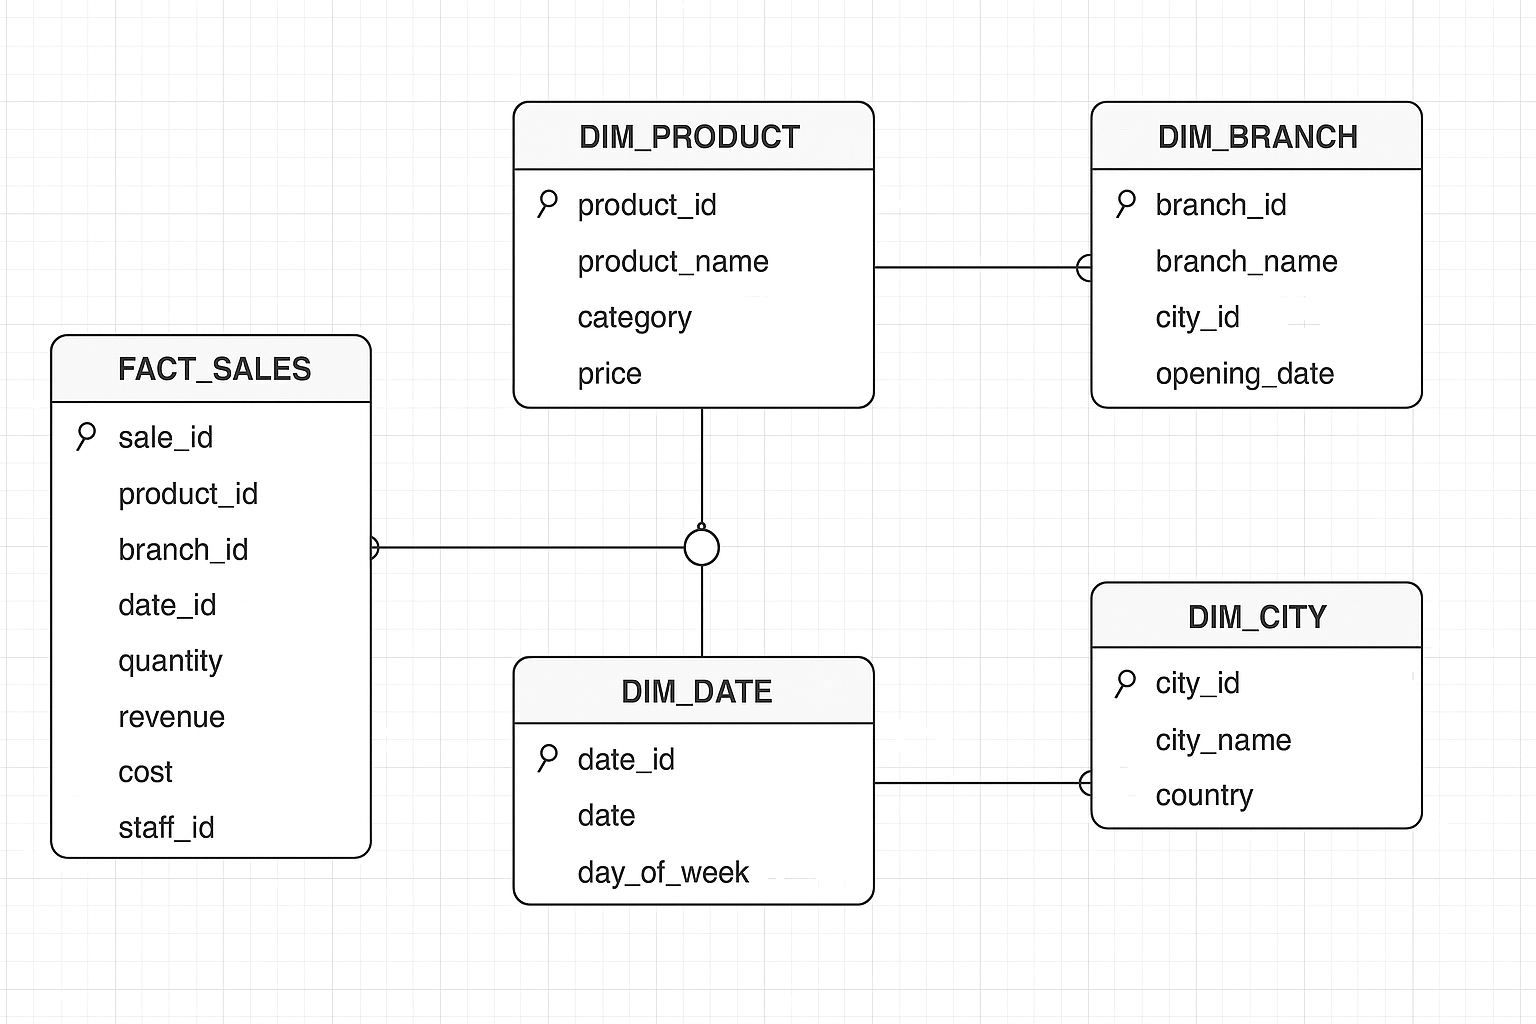 FACT_SALES
sale_id
product_id
branch_id
date_id
quantity
revenue
cost
staff_id
DIM_PRODUCT
product_id
product_name
category
price
DIM_BRANCH
branch_id
branch_name
city_id
opening_date
DIM_DATE
date_id
date
day_of_week
DIM_CITY
city_id
city_name
country